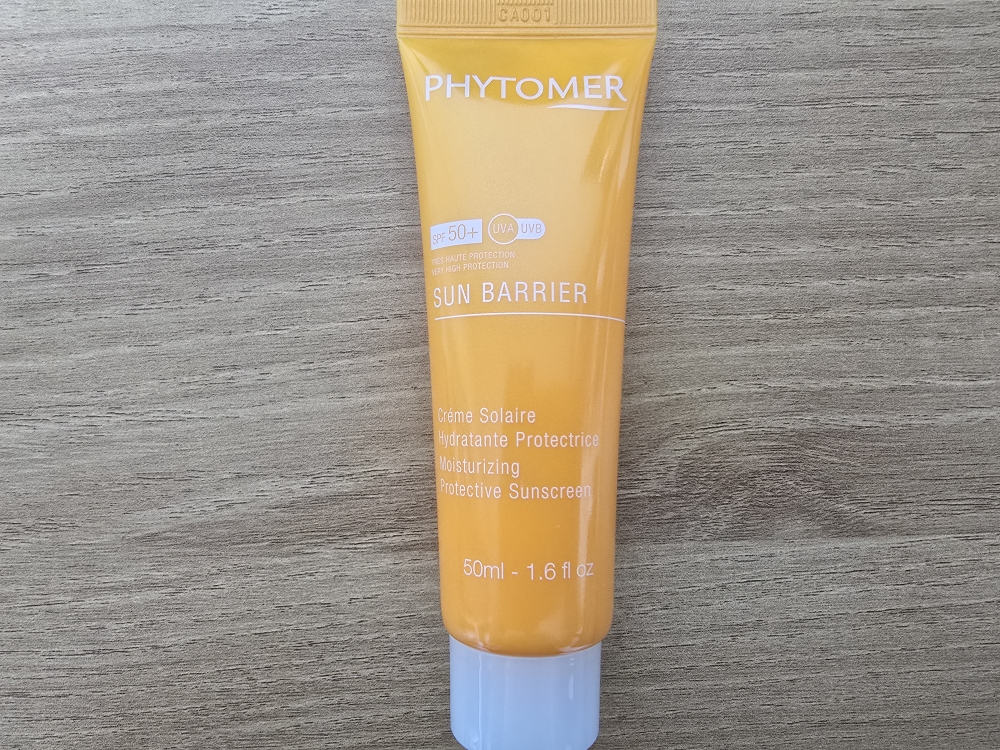 CA001
PHYTOMER
SPF 50+ UVA UVB
TRÈS HAUTE PROTECTION
VERY HIGH PROTECTION
SUN BARRIER
Créme Solaire
Hydratante Protectrice
Moisturizing
Protective Sunscreen
50ml - 1.6 fl oz